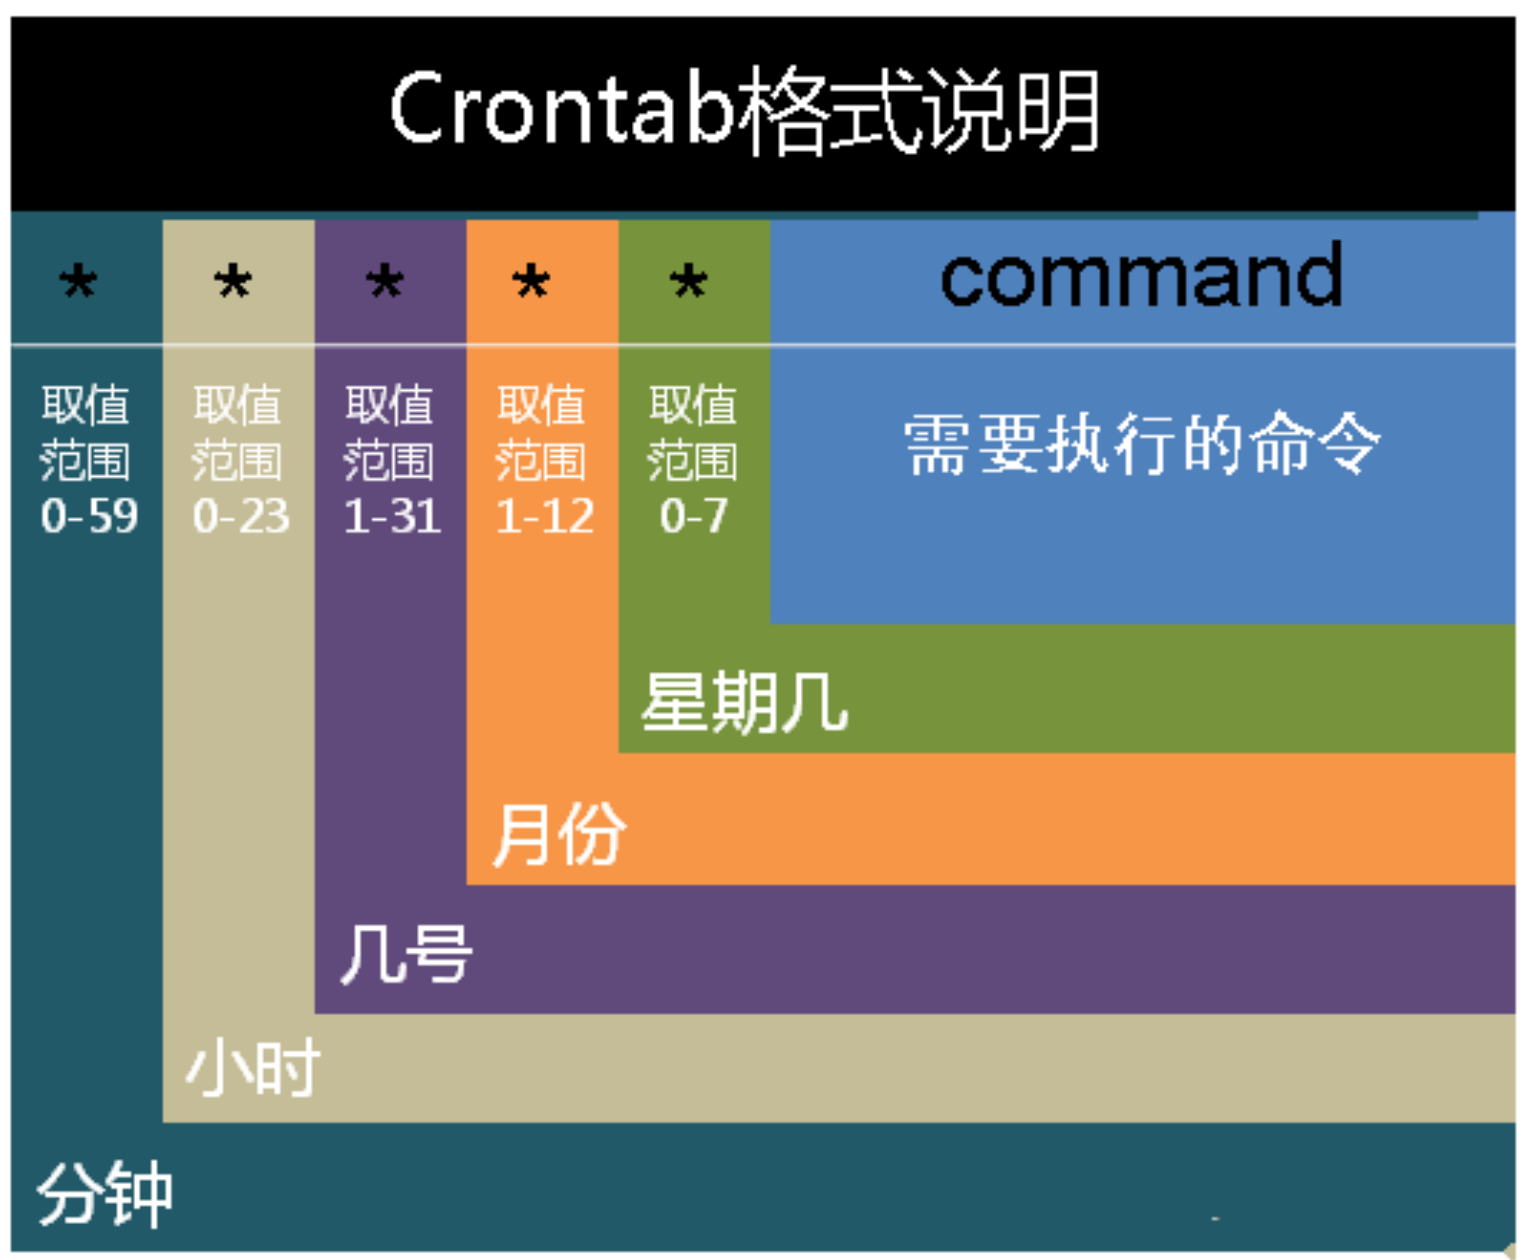 Crontab格式说明
* * * * * command
取值 取值 取值 取值 取值
范围 范围 范围 范围 范围
0-59 0-23 1-31 1-12 0-7
需要执行的命令
星期几
月份
几号
小时
分钟